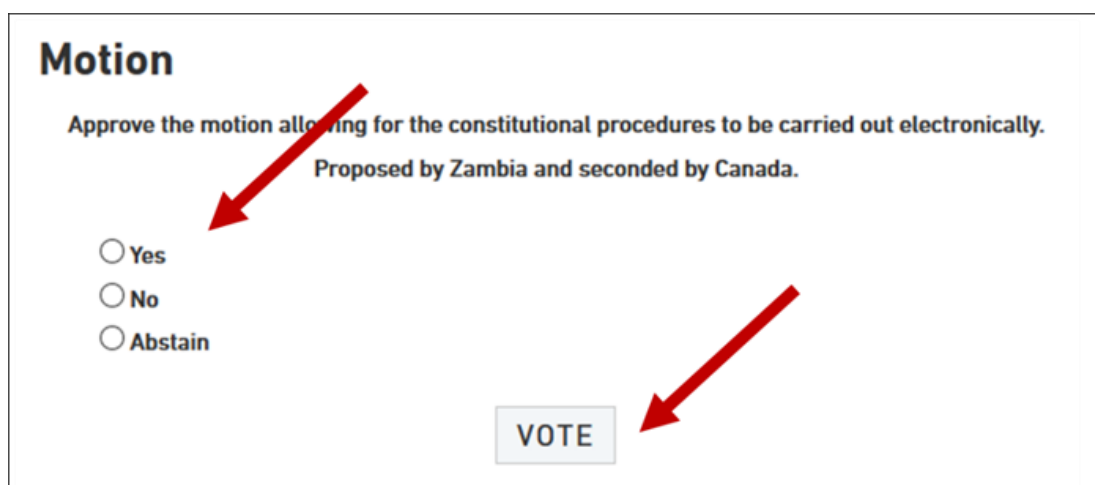 Motion
Approve the motion allowing for the constitutional procedures to be carried out electronically.
Proposed by Zambia and seconded by Canada.
Yes
No
Abstain
VOTE